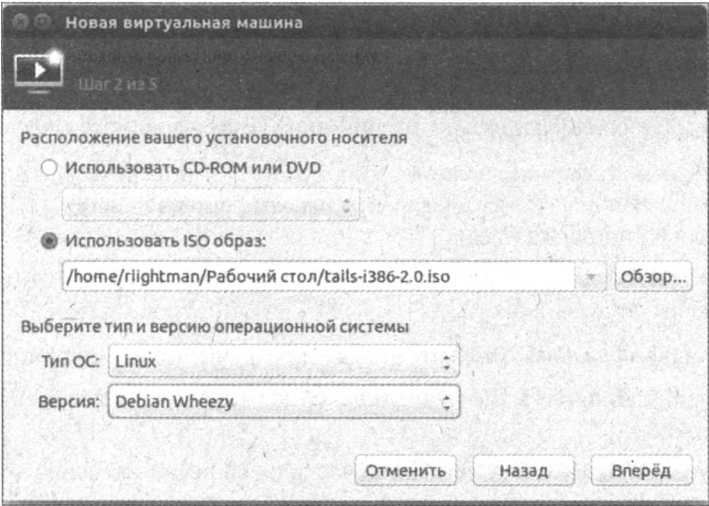 Новая виртуальная машина
Шаг 2 из 5
Расположение вашего установочного носителя
Использовать CD-ROM или DVD
Использовать ISO образ:
/home/riightman/Рабочий стол/tails-i386-2.0.iso
Обзор...
Выберите тип и версию операционной системы
Тип ОС: Linux
Версия: Debian Wheezy
Отменить Назад Вперёд